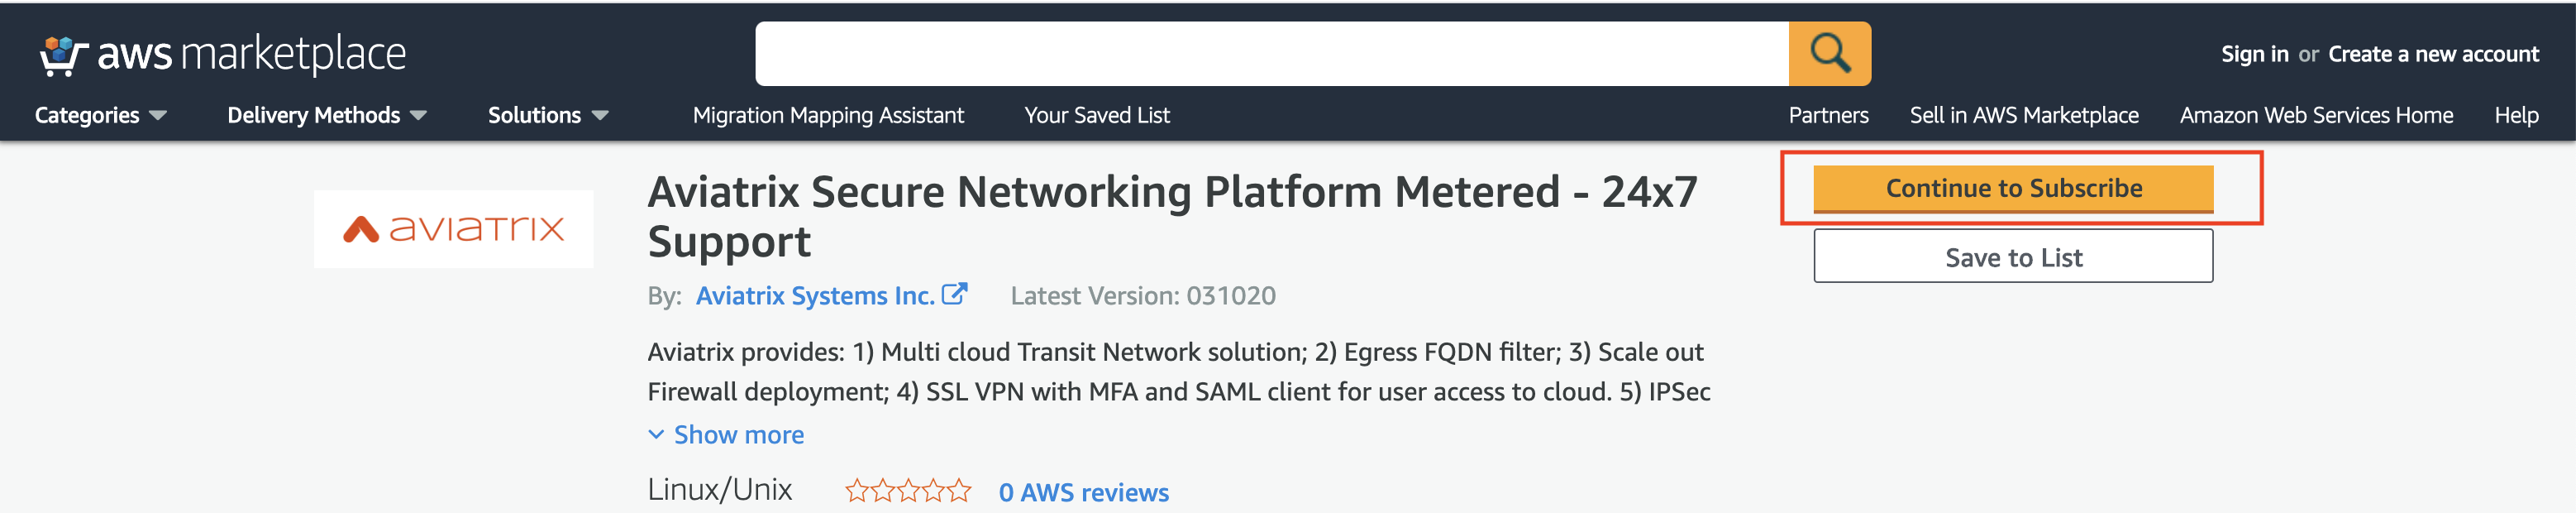 aws marketplace
Sign in or Create a new account
Categories
Delivery Methods
Solutions
Migration Mapping Assistant
Your Saved List
Partners
Sell in AWS Marketplace
Amazon Web Services Home
Help
aviatrix
Aviatrix Secure Networking Platform Metered - 24x7
Support
By: Aviatrix Systems Inc.
Latest Version: 031020
Aviatrix provides: 1) Multi cloud Transit Network solution; 2) Egress FQDN filter; 3) Scale out
Firewall deployment; 4) SSL VPN with MFA and SAML client for user access to cloud. 5) IPSec
Show more
Linux/Unix
0 AWS reviews
Continue to Subscribe
Save to List